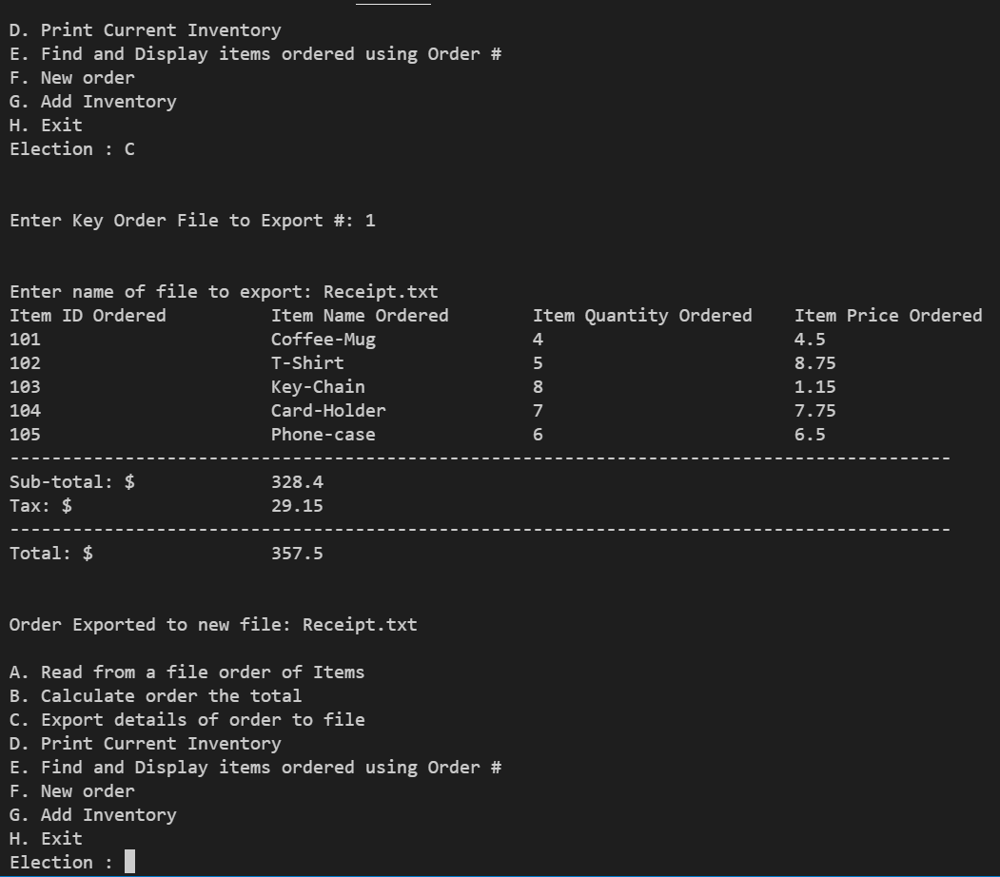 D. Print Current Inventory
E. Find and Display items ordered using Order #
F. New order
G. Add Inventory
H. Exit
Election : C
Enter Key Order File to Export #: 1
Enter name of file to export: Receipt.txt
Item ID Ordered Item Name Ordered Item Quantity Ordered Item Price Ordered
101 Coffee-Mug 4 4.5
102 T-Shirt 5 8.75
103 Key-Chain 8 1.15
104 Card-Holder 7 7.75
105 Phone-case 6 6.5
------------------------------------------------------------------------------------------
Sub-total: $ 328.4
Tax: $ 29.15
------------------------------------------------------------------------------------------
Total: $ 357.5
Order Exported to new file: Receipt.txt
A. Read from a file order of Items
B. Calculate order the total
C. Export details of order to file
D. Print Current Inventory
E. Find and Display items ordered using Order #
F. New order
G. Add Inventory
H. Exit
Election :